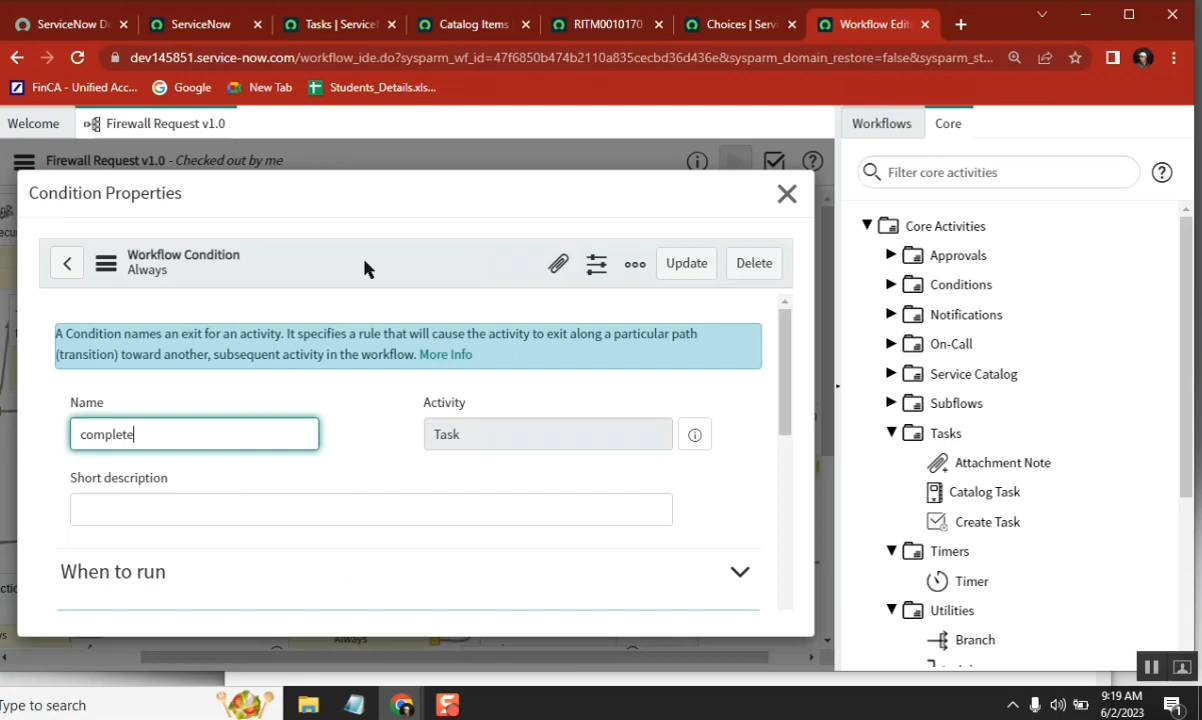 ServiceNow D
ServiceNow
Tasks | Service
Catalog Items
RITM0010170
Choices | Serv
Workflow Edit
dev145851.service-now.com/workflow_ide.do?sysparm_wf_id=47f6850b474b2110a835cecbd36d436e&sysparm_domain_restore=false&sysparm_st...
FinCA - Unified Acc...
Google
New Tab
Students_Details.xls...
Welcome
Firewall Request v1.0
Workflows
Core
Firewall Request v1.0 - Checked out by me
Filter core activities
Condition Properties
Core Activities
Workflow Condition
Always
Update
Delete
Approvals
Conditions
Notifications
On-Call
Service Catalog
Subflows
Tasks
Attachment Note
Catalog Task
Create Task
Timers
Timer
Utilities
Branch
A Condition names an exit for an activity. It specifies a rule that will cause the activity to exit along a particular path
(transition) toward another, subsequent activity in the workflow. More Info
Name
Activity
complete
Task
Short description
When to run
Always
Type here to search
9:19 AM
6/2/2023
1